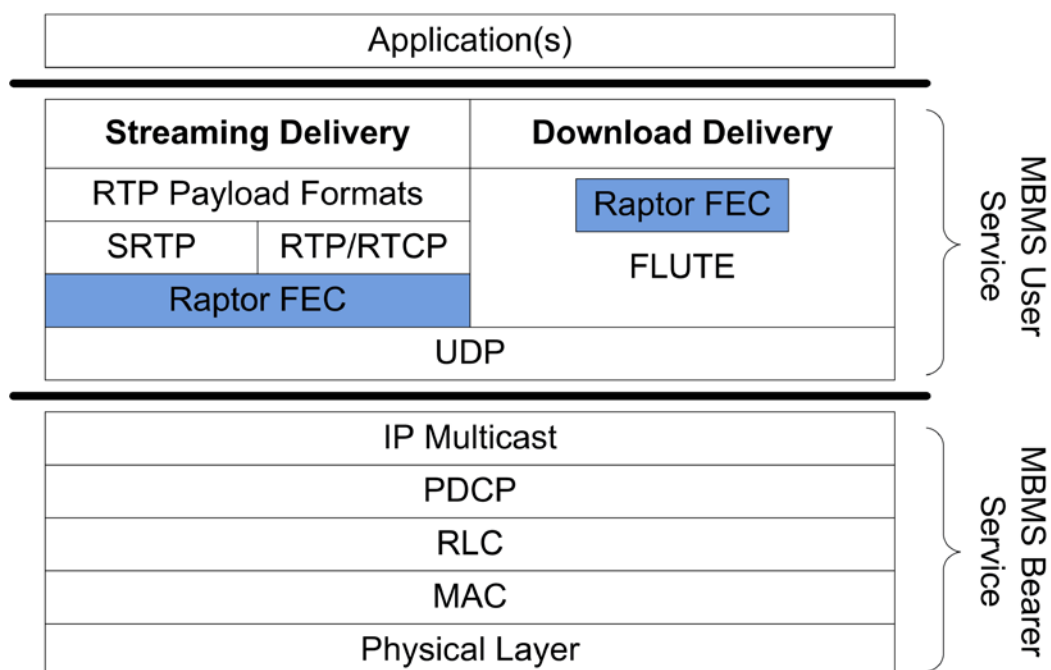 Application(s)
Streaming Delivery
Download Delivery
RTP Payload Formats
Raptor FEC
SRTP
RTP/RTCP
FLUTE
Raptor FEC
UDP
MBMS User
Service
IP Multicast
PDCP
RLC
MAC
Physical Layer
MBMS Bearer
Service